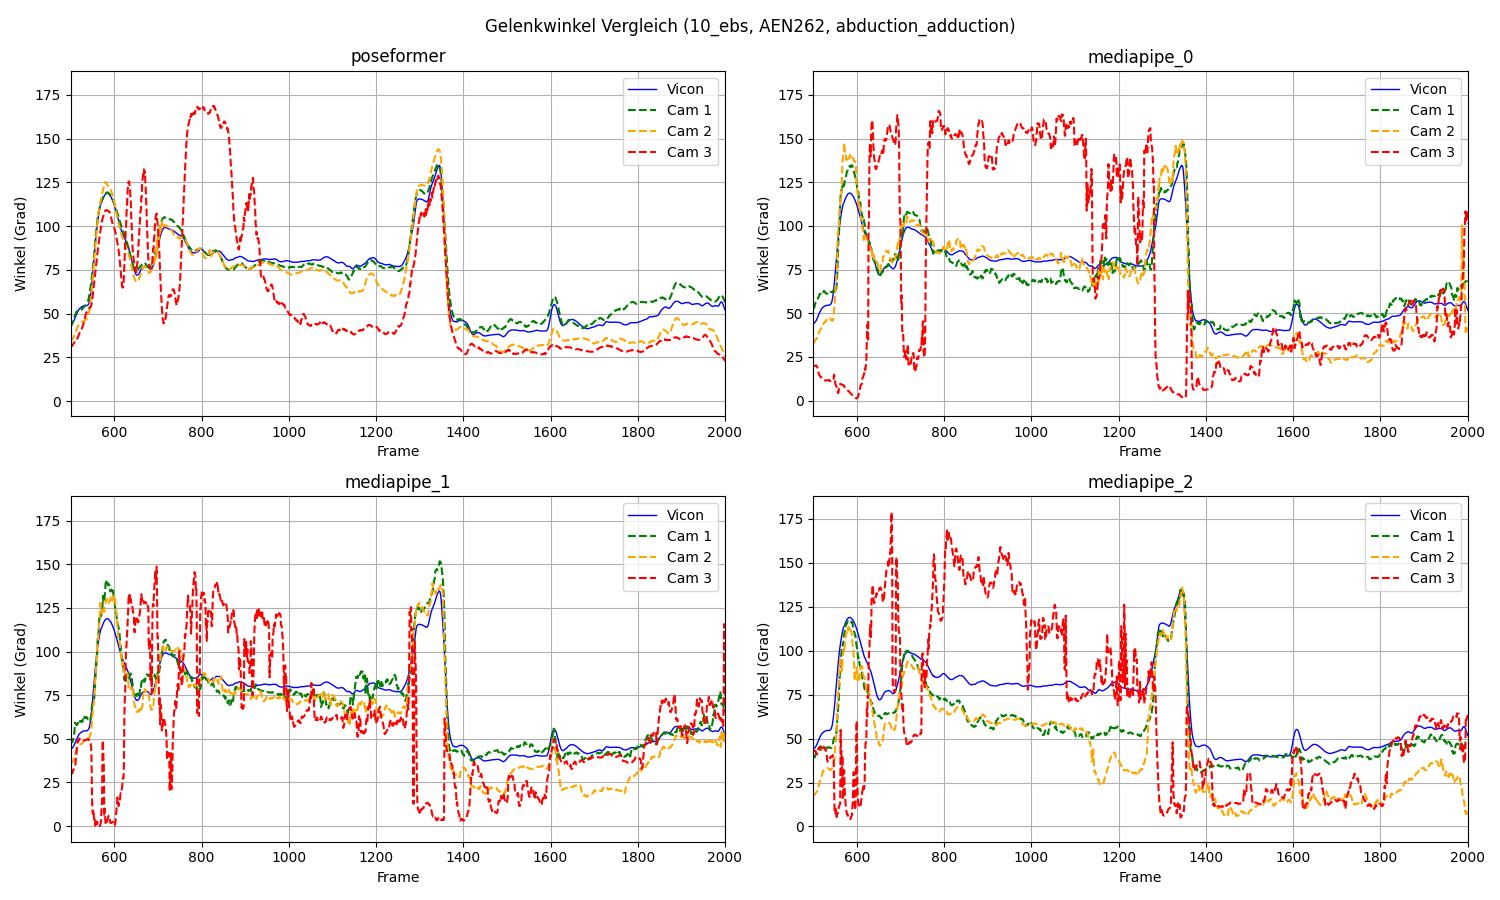 Gelenkwinkel Vergleich (10_ebs, AEN262, abduction_adduction)
poseformer
Winkel (Grad)
175
150
125
100
75
50
25
0
Vicon
Cam 1
Cam 2
Cam 3
600 800 1000 1200 1400 1600 1800 2000
Frame
mediapipe_0
Winkel (Grad)
175
150
125
100
75
50
25
0
Vicon
Cam 1
Cam 2
Cam 3
600 800 1000 1200 1400 1600 1800 2000
Frame
mediapipe_1
Winkel (Grad)
175
150
125
100
75
50
25
0
Vicon
Cam 1
Cam 2
Cam 3
600 800 1000 1200 1400 1600 1800 2000
Frame
mediapipe_2
Winkel (Grad)
175
150
125
100
75
50
25
0
Vicon
Cam 1
Cam 2
Cam 3
600 800 1000 1200 1400 1600 1800 2000
Frame